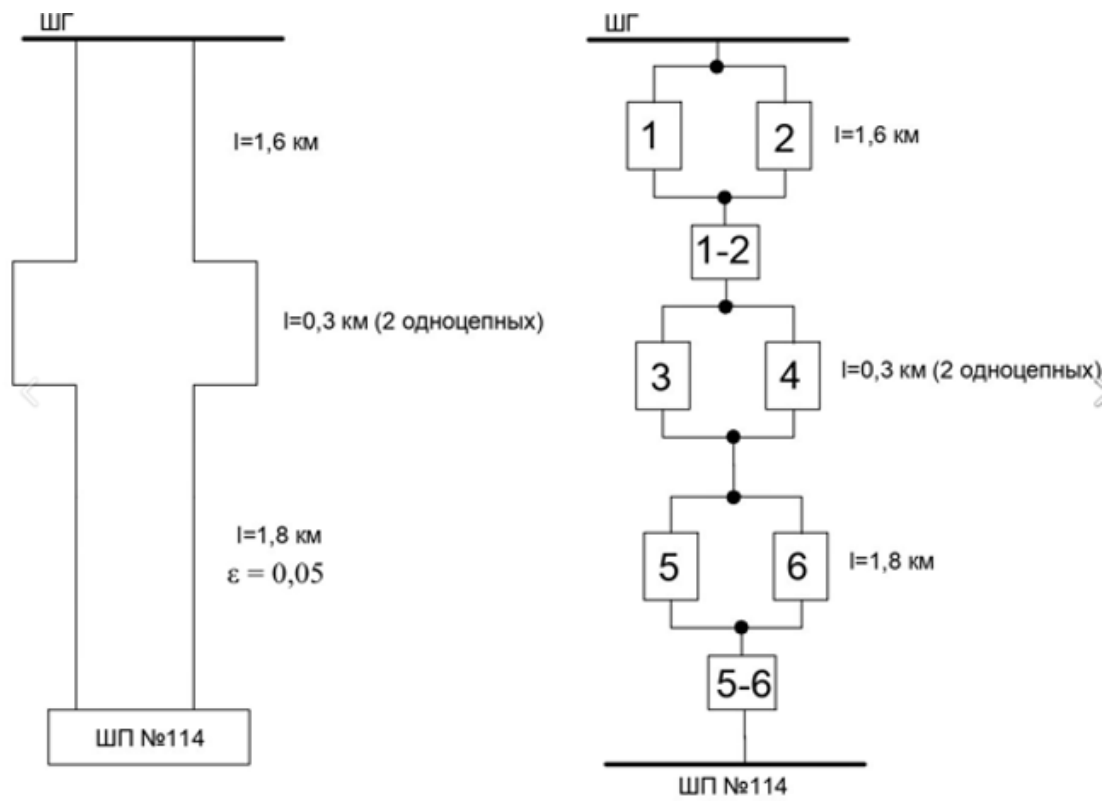 ШГ
l=1,6 км
l=0,3 км (2 одноцепных)
l=1,8 км
ε = 0,05
ШП №114
ШГ
1
2
l=1,6 км
1-2
3
4
l=0,3 км (2 одноцепных)
5
6
l=1,8 км
5-6
ШП №114